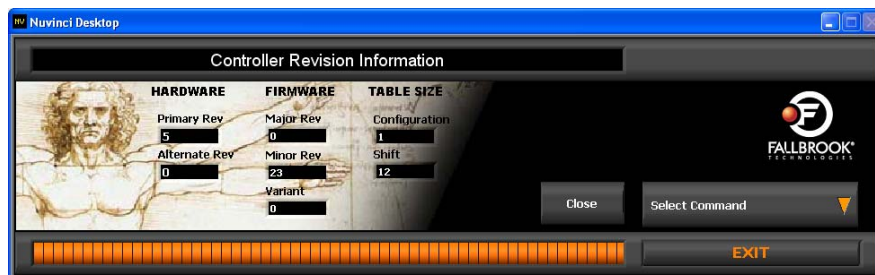 NV Nuvinci Desktop
Controller Revision Information
HARDWARE FIRMWARE TABLE SIZE
Primary Rev Major Rev Configuration
5 0 1
Alternate Rev Minor Rev Shift
0 23 12
Variant
0
F
FALLBROOK
TECHNOLOGIES
Close
Select Command
EXIT